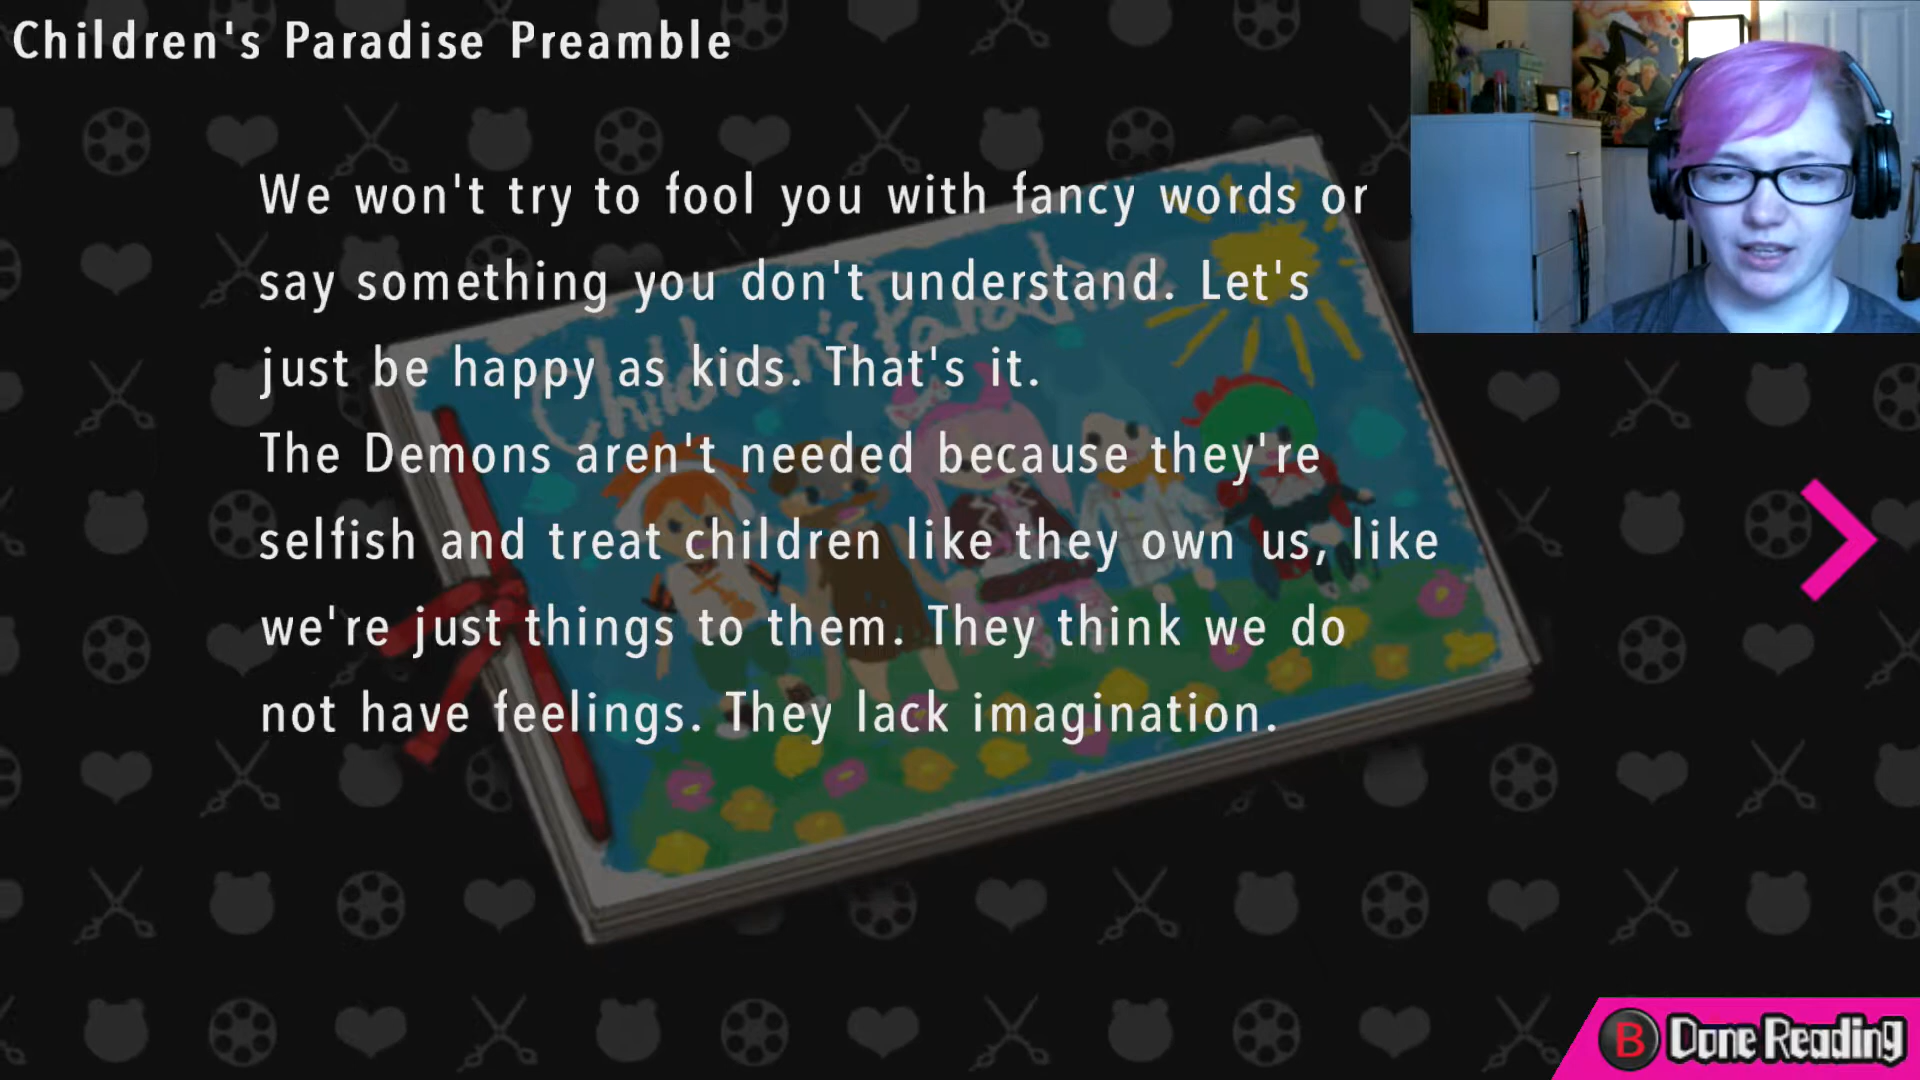 Children's Paradise Preamble
We won't try to fool you with fancy words or
say something you don't understand. Let's
just be happy as kids. That's it.
The Demons aren't needed because they're
selfish and treat children like they own us, like
we're just things to them. They think we do
not have feelings. They lack imagination.
Children's Paradise
B Done Reading